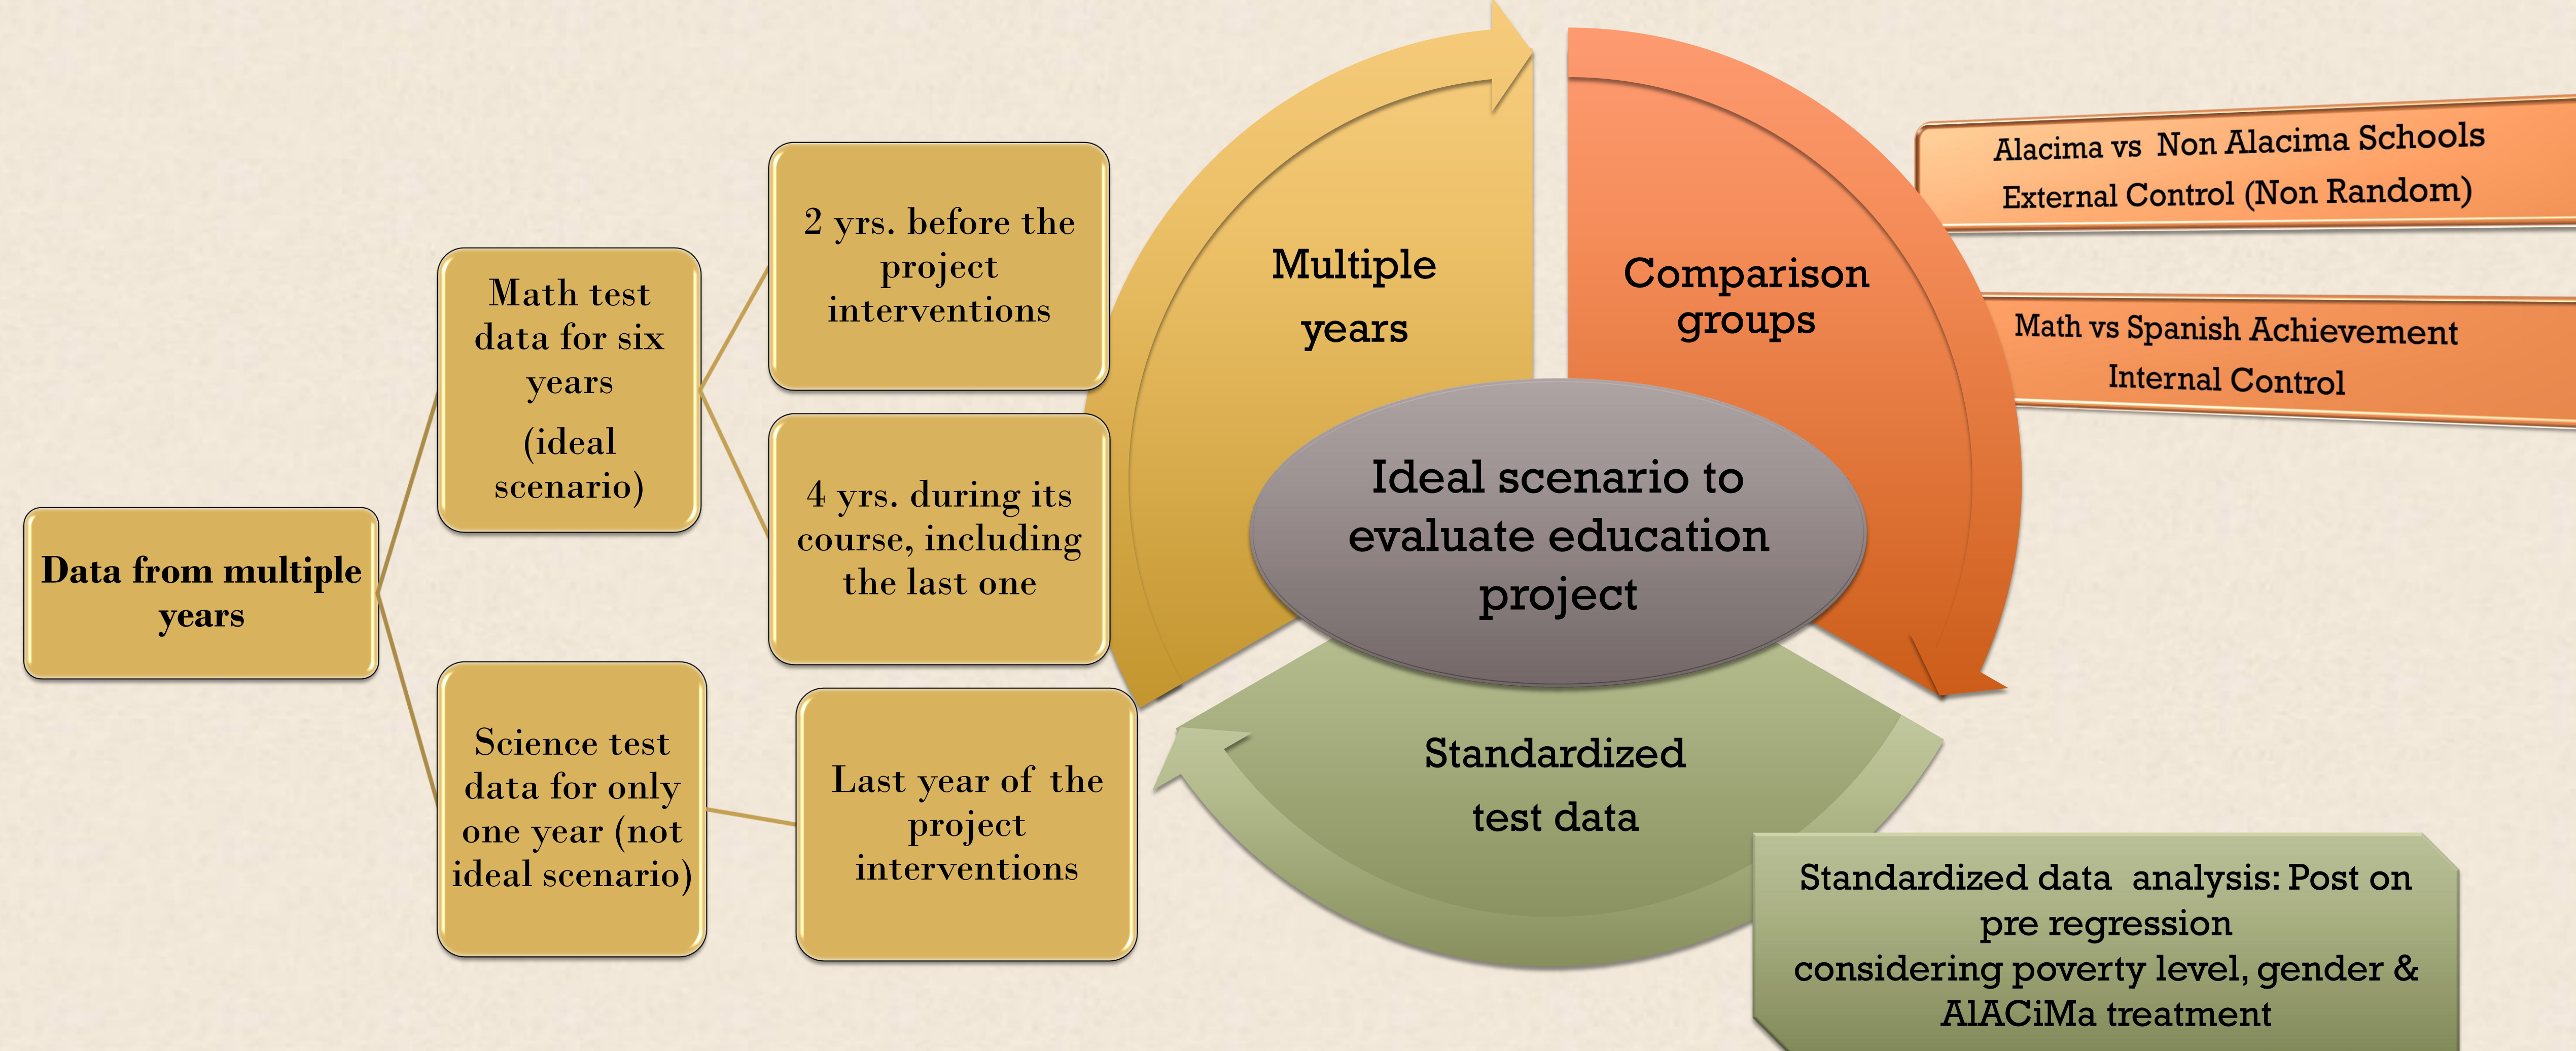 Data from multiple
years
Math test
data for six
years
(ideal
scenario)
2 yrs. before the
project
interventions
4 yrs. during its
course, including
the last one
Science test
data for only
one year (not
ideal scenario)
Last year of the
project
interventions
Multiple
years
Comparison
groups
Ideal scenario to
evaluate education
project
Standardized
test data
Alacima vs Non Alacima Schools
External Control (Non Random)
Math vs Spanish Achievement
Internal Control
Standardized data analysis: Post on
pre regression
considering poverty level, gender &
AlACiMa treatment